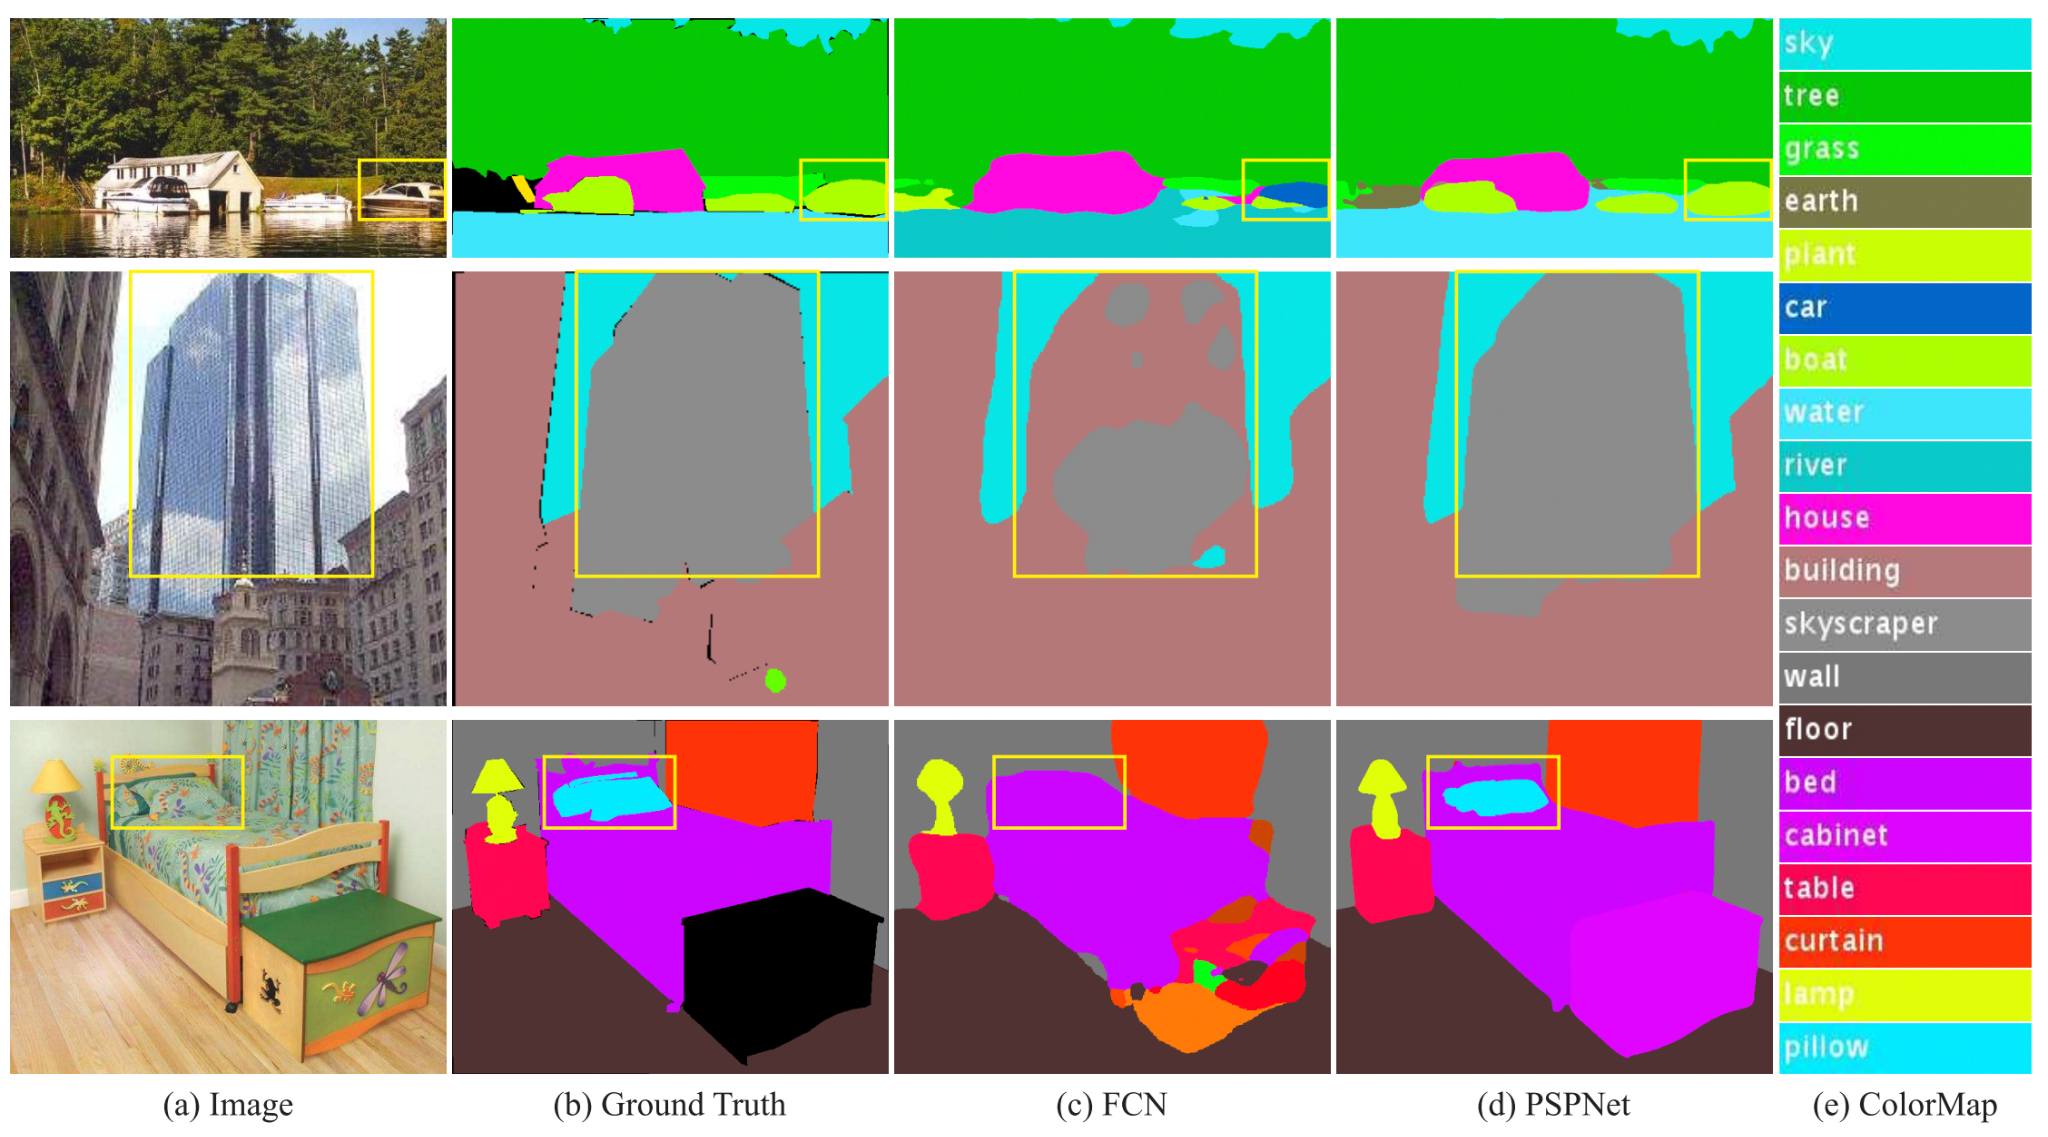 sky
tree
grass
earth
plant
car
boat
water
river
house
building
skyscraper
wall
floor
bed
cabinet
table
curtain
lamp
pillow
(a) Image
(b) Ground Truth
(c) FCN
(d) PSPNet
(e) ColorMap